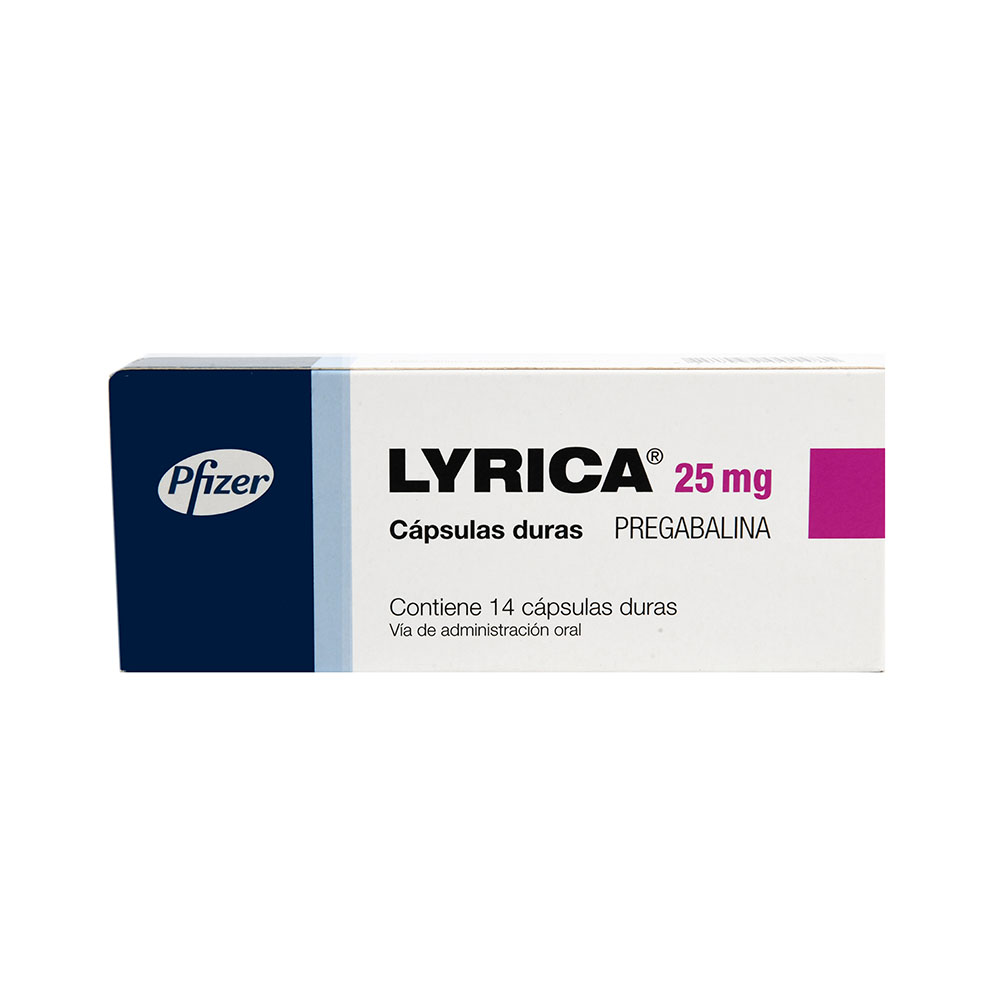 Pfizer
LYRICA® 25 mg
Cápsulas duras PREGABALINA
Contiene 14 cápsulas duras
Vía de administración oral